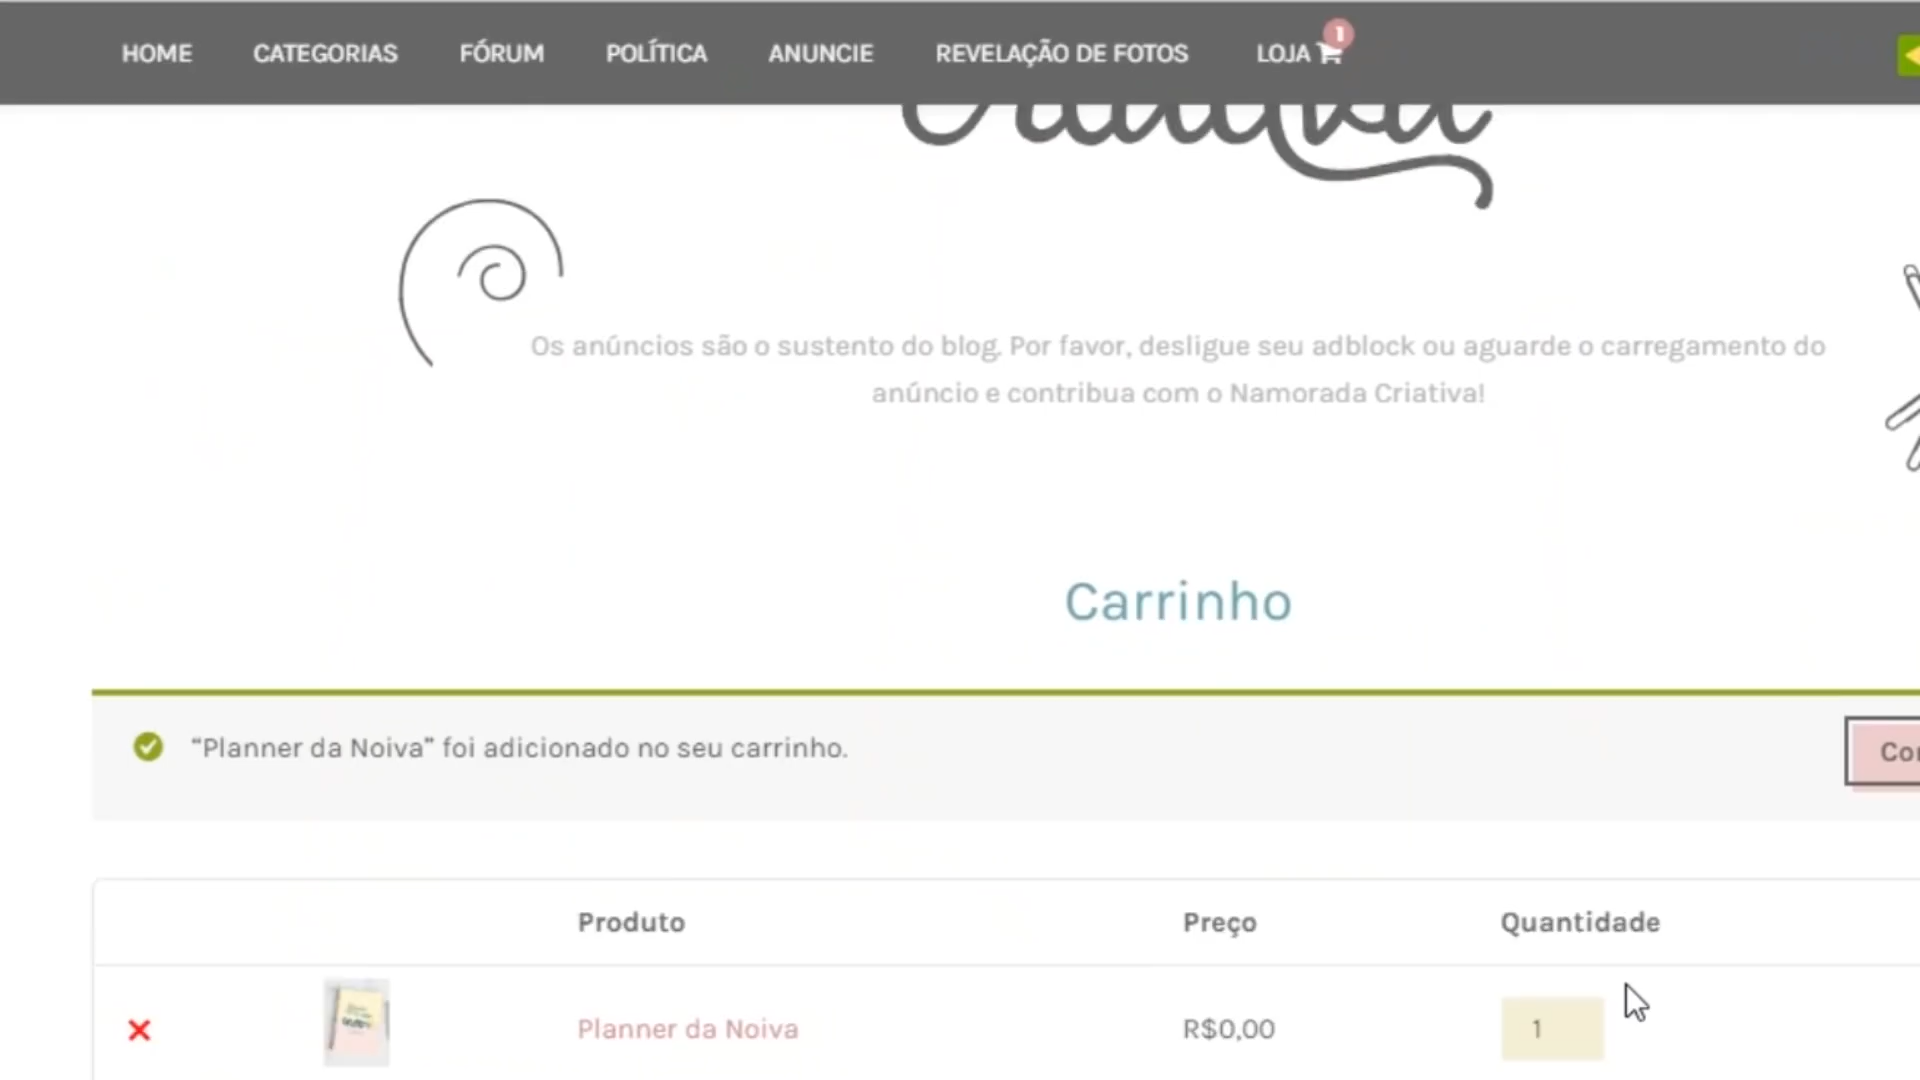 HOME CATEGORIAS FÓRUM POLÍTICA ANUNCIE REVELAÇÃO DE FOTOS LOJA 1
Os anúncios são o sustento do blog. Por favor, desligue seu adblock ou aguarde o carregamento do
anúncio e contribua com o Namorada Criativa!
Carrinho
“Planner da Noiva” foi adicionado no seu carrinho.
Produto Preço Quantidade
Planner da Noiva R$0,00 1